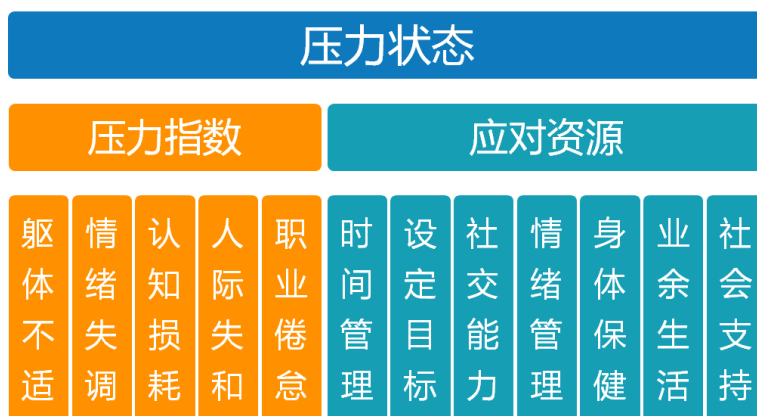 压力状态
压力指数
应对资源
躯体不适
情绪失调
认知损耗
人际失和
职业倦怠
时间管理
设定目标
社交能力
情绪管理
身体保健
业余生活
社会支持